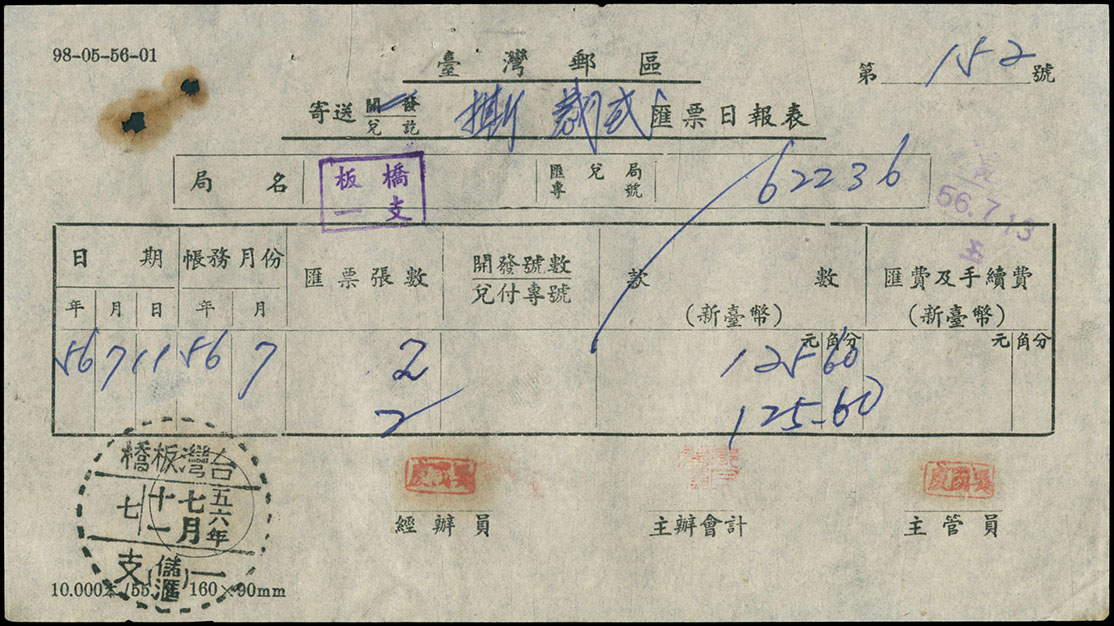 98-05-56-01
臺灣郵區
第 152 號
寄送 開發 兌訖 匯票日報表
局名 板橋一支 匯兌局專號 62236
56.7.13
日期 帳務月份 匯票張數 開發號數 兌付專號 款數 (新臺幣) 匯費及手續費 (新臺幣)
年 月 日 年 月
元角分 元角分
56 7 11 56 7 2 125 60
2 125-60
台灣板橋
五六年七月十一
七
一支(儲匯)
經辦員 主辦會計 主管員
10.000本 /55. 160×90mm